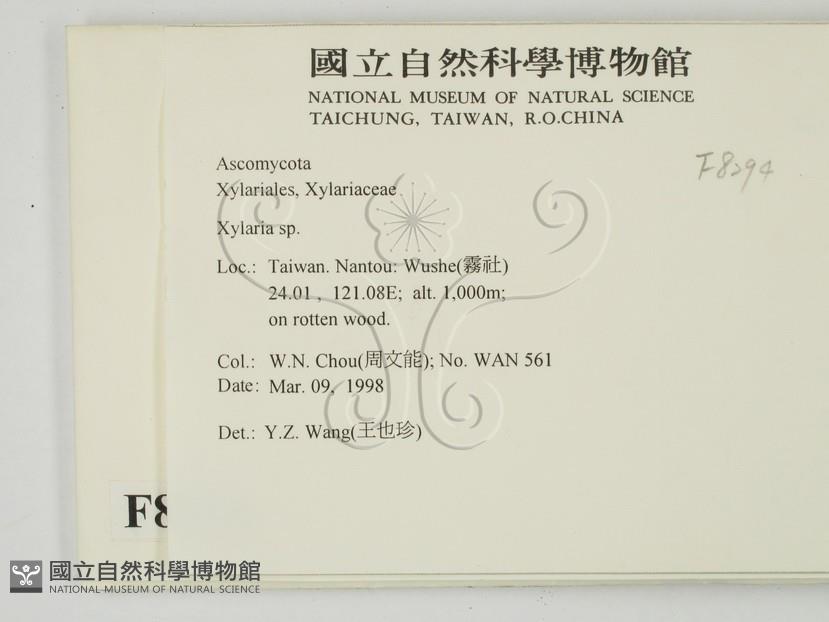 國立自然科學博物館
NATIONAL MUSEUM OF NATURAL SCIENCE
TAICHUNG, TAIWAN, R.O.CHINA
F8294
Ascomycota
Xylariales, Xylariaceae
Xylaria sp.
Loc.: Taiwan. Nantou: Wushe(霧社)
24.01 , 121.08E; alt. 1,000m;
on rotten wood.
Col.: W.N. Chou(周文能); No. WAN 561
Date: Mar. 09, 1998
Det.: Y.Z. Wang(王也珍)
F8
國立自然科學博物館
NATIONAL MUSEUM OF NATURAL SCIENCE